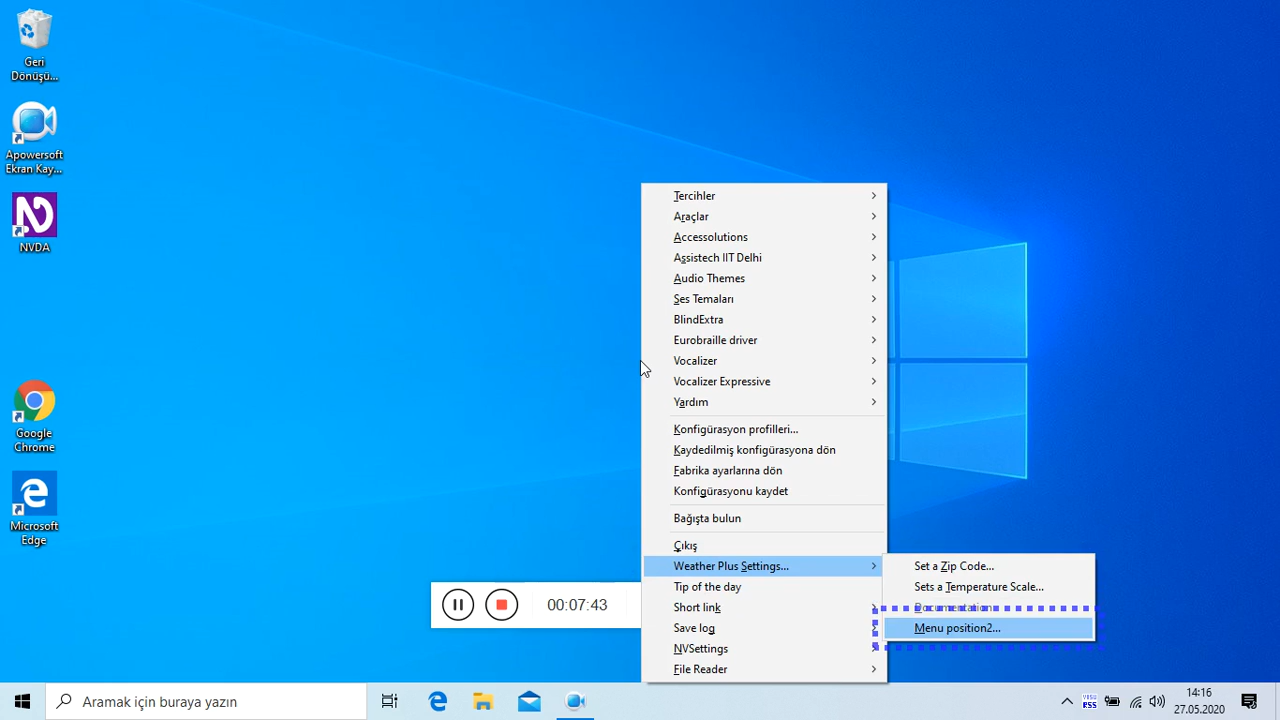 Geri
Dönüşü...
Apowersoft
Ekran Kay...
NVDA
Google
Chrome
Microsoft
Edge
Tercihler
Araçlar
Accessolutions
Assistech IIT Delhi
Audio Themes
Ses Temaları
BlindExtra
Eurobraille driver
Vocalizer
Vocalizer Expressive
Yardım
Konfigürasyon profilleri...
Kaydedilmiş konfigürasyona dön
Fabrika ayarlarına dön
Konfigürasyonu kaydet
Bağışta bulun
Çıkış
Weather Plus Settings...
Tip of the day
Short link
Save log
NVSettings
File Reader
Set a Zip Code...
Sets a Temperature Scale...
Documentation
Menu position2...
00:07:43
Aramak için buraya yazın
RSS
14:16
27.05.2020